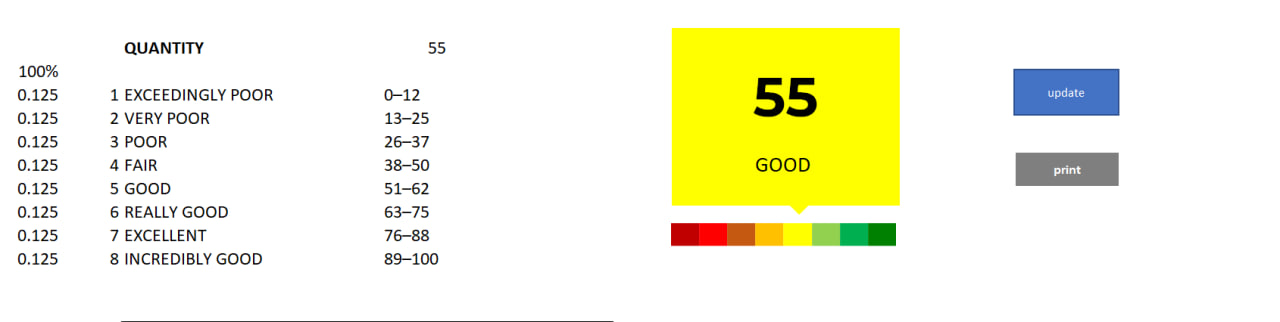 QUANTITY 55
100%
0.125 1 EXCEEDINGLY POOR 0–12
0.125 2 VERY POOR 13–25
0.125 3 POOR 26–37
0.125 4 FAIR 38–50
0.125 5 GOOD 51–62
0.125 6 REALLY GOOD 63–75
0.125 7 EXCELLENT 76–88
0.125 8 INCREDIBLY GOOD 89–100
55
GOOD
update
print